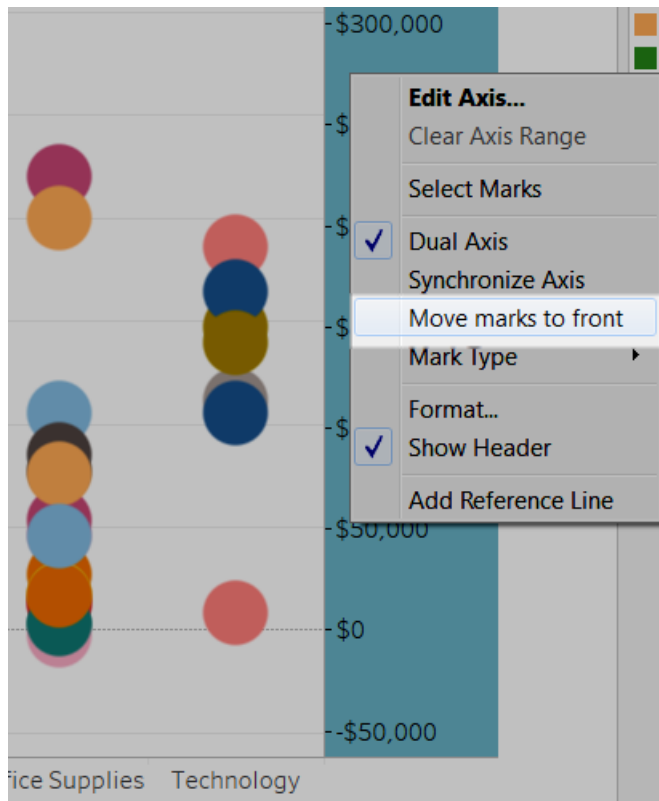 $300,000
Edit Axis...
$
Clear Axis Range
Select Marks
$
Dual Axis
Synchronize Axis
$
Move marks to front
Mark Type
$
Format...
Show Header
Add Reference Line
$50,000
$0
-$50,000
fice Supplies Technology